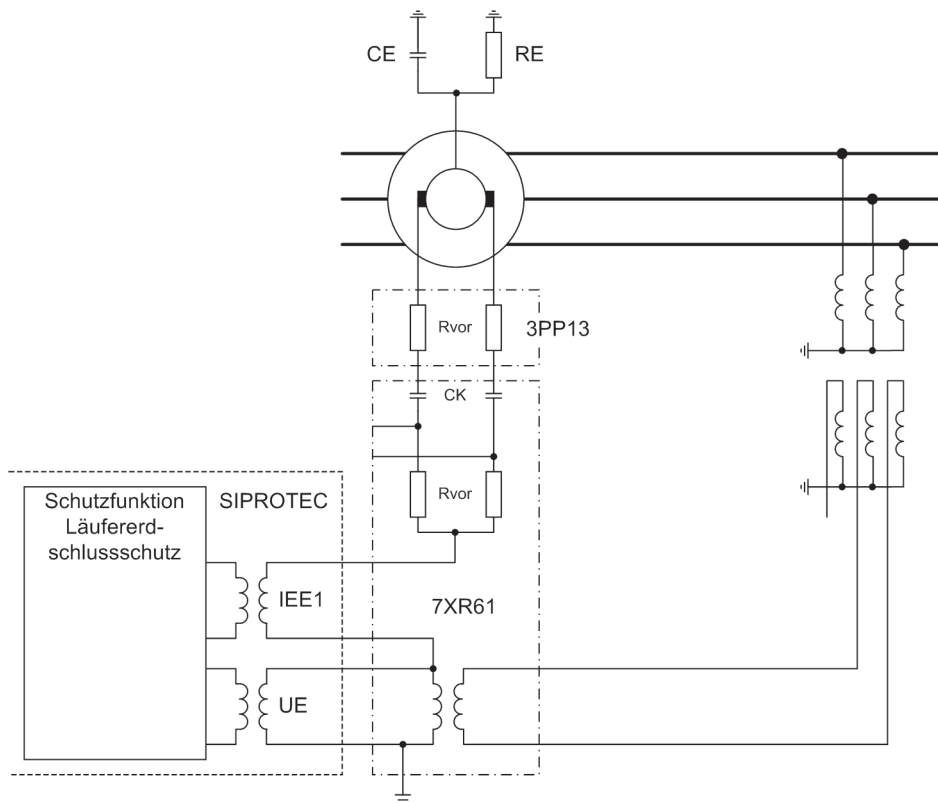 CE
RE
Rvor
3PP13
CK
Rvor
Schutzfunktion
Läufererd-
schlussschutz
SIPROTEC
IEE1
7XR61
UE